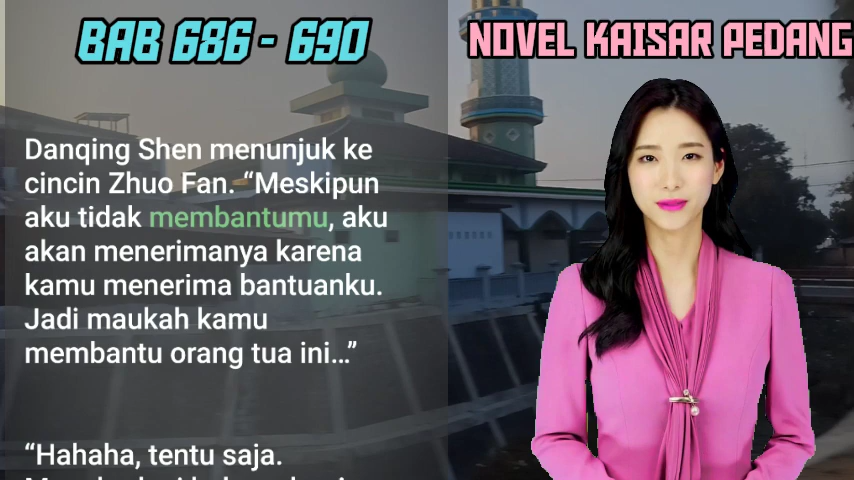 BAB 686 - 690
NOVEL KAISAR PEDANG
Danqing Shen menunjuk ke
cincin Zhuo Fan. “Meskipun
aku tidak membantumu, aku
akan menerimanya karena
kamu menerima bantuanku.
Jadi maukah kamu
membantu orang tua ini…”
“Hahaha, tentu saja.